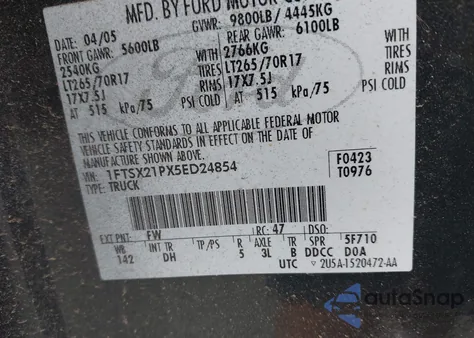 MFD. BY FORD MOTOR
DATE: 04/05 GVWR: 9800LB/ 4445KG
FRONT GAWR: 5600LB REAR GAWR: 6100LB
2540KG 2766KG
LT265/70R17 TIRES LT265/70R17 TIRES
17X7.5J RIMS 17X7.5J RIMS
AT 515 kPa/75 PSI COLD AT 515 kPa/75 PSI COLD
THIS VEHICLE CONFORMS TO ALL APPLICABLE FEDERAL MOTOR
VEHICLE SAFETY STANDARDS IN EFFECT ON THE DATE OF
MANUFACTURE SHOWN ABOVE.
VIN: 1FTSX21PX5ED24854 F0423
TYPE: TRUCK T0976
EXT PNT: FW RC: 47 DSO:
WB INT TR TP/PS R AXLE TR SPR 5F710
142 DH 5 3L B DDCC D0A
UTC 2U5A-1520472-AA
Ford
autoSnap